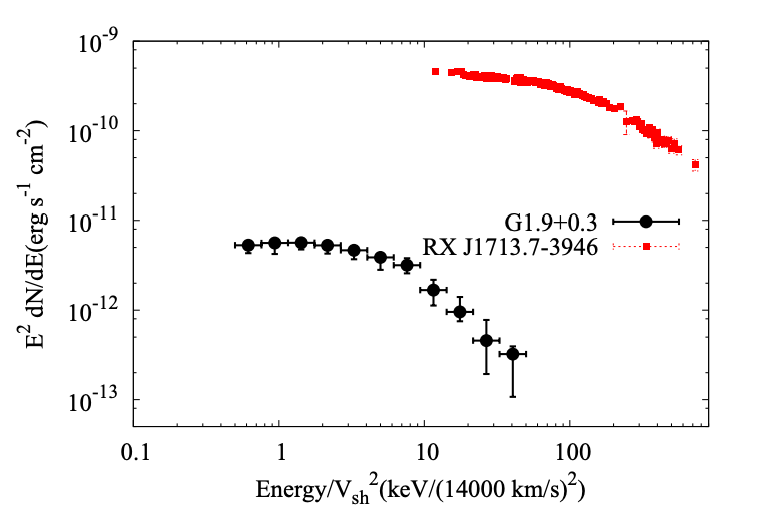 10^-9
10^-10
10^-11
10^-12
10^-13
E^2 dN/dE(erg s^-1 cm^-2)
G1.9+0.3
RX J1713.7-3946
0.1 1 10 100
Energy/V_sh^2(keV/(14000 km/s)^2)